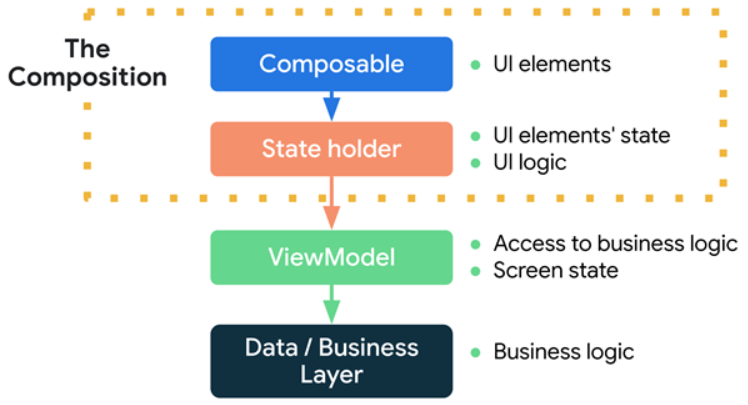 The
Composition
Composable
UI elements
State holder
UI elements' state
UI logic
ViewModel
Access to business logic
Screen state
Data / Business
Layer
Business logic